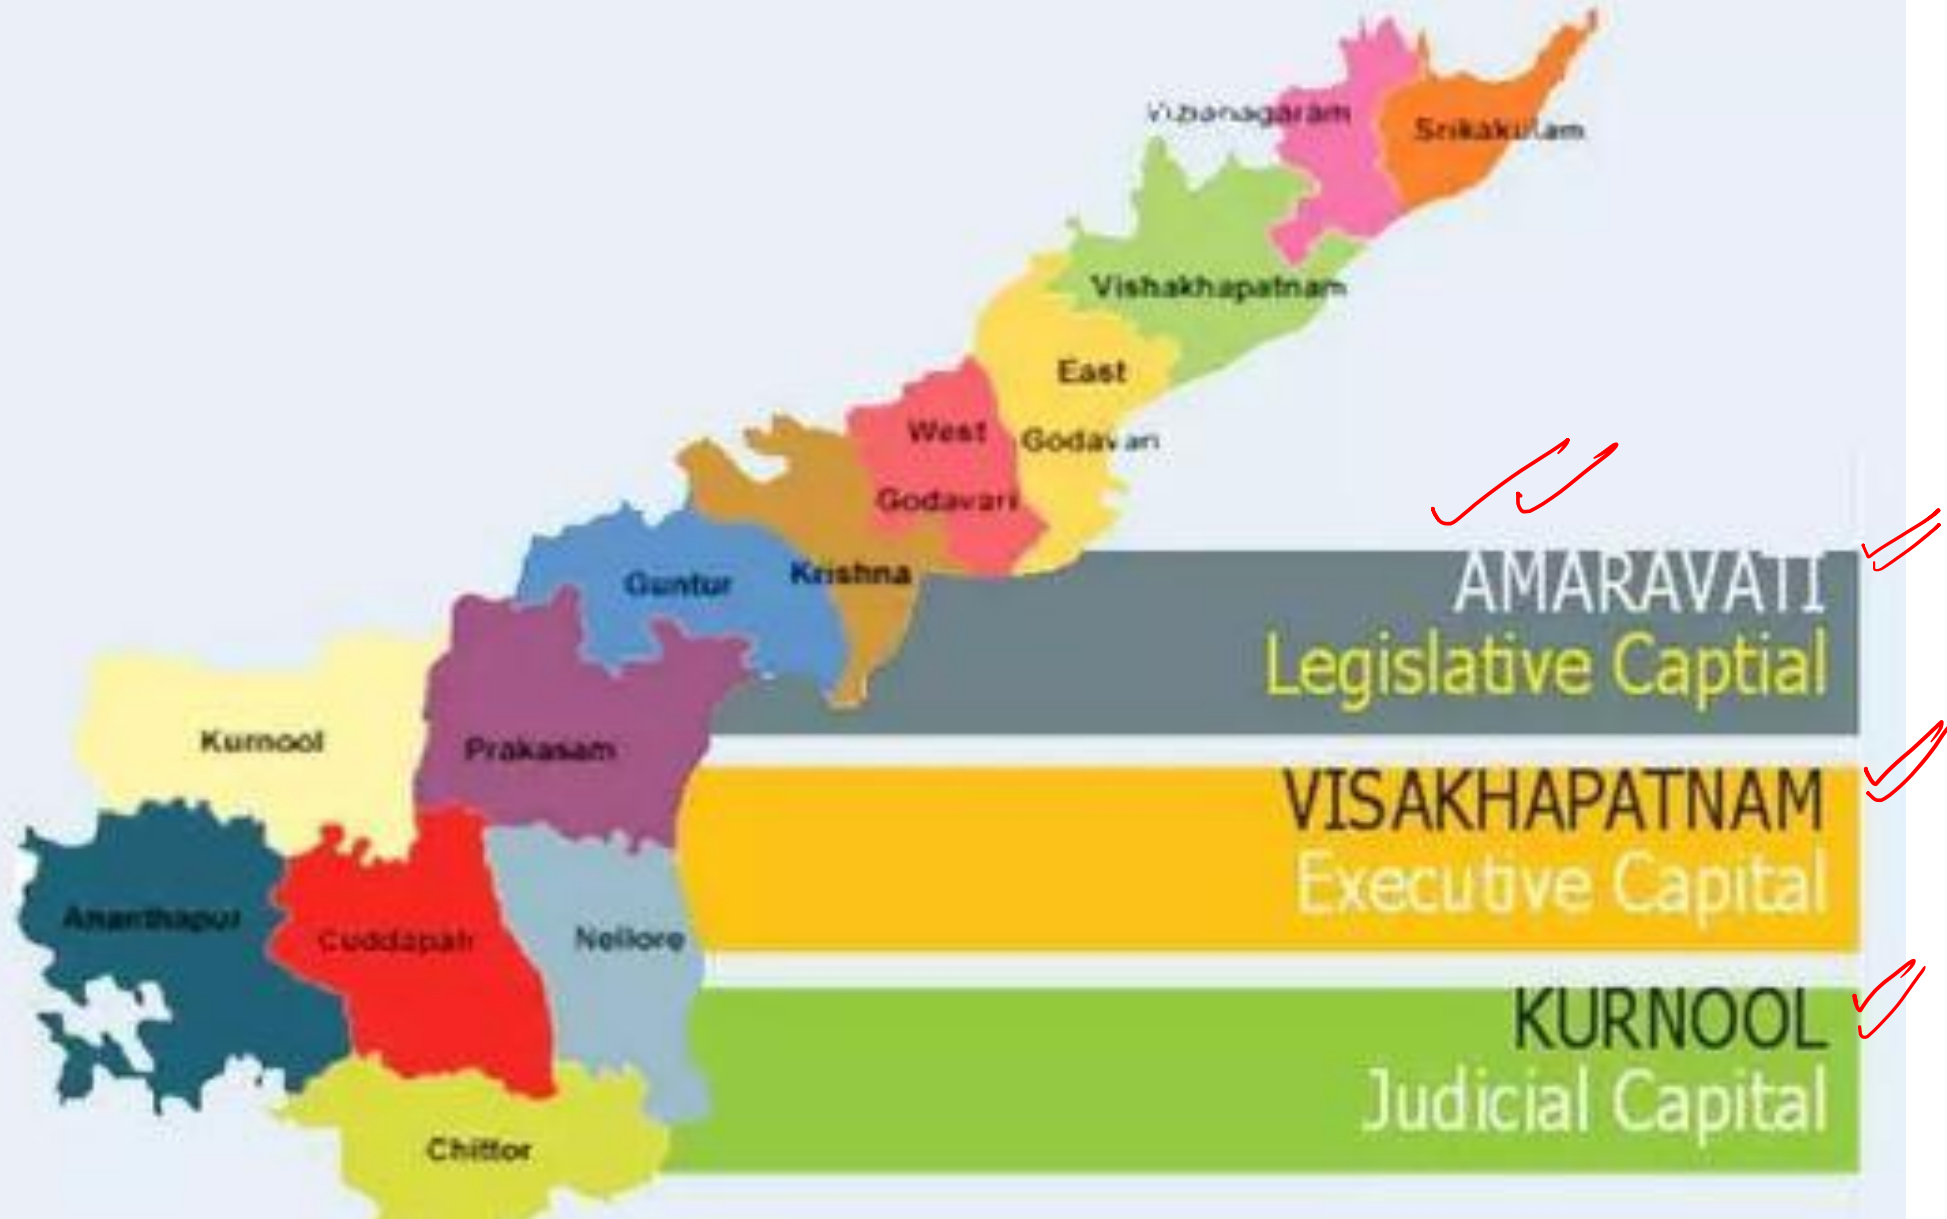 Vizianagaram
Srikakulam
Vishakhapatnam
East
Godavari
West
Godavari
Krishna
Guntur
AMARAVATI
Legislative Captial
Kurnool
Prakasam
VISAKHAPATNAM
Executive Capital
Ananthapur
Cuddapah
Nellore
KURNOOL
Judicial Capital
Chittor